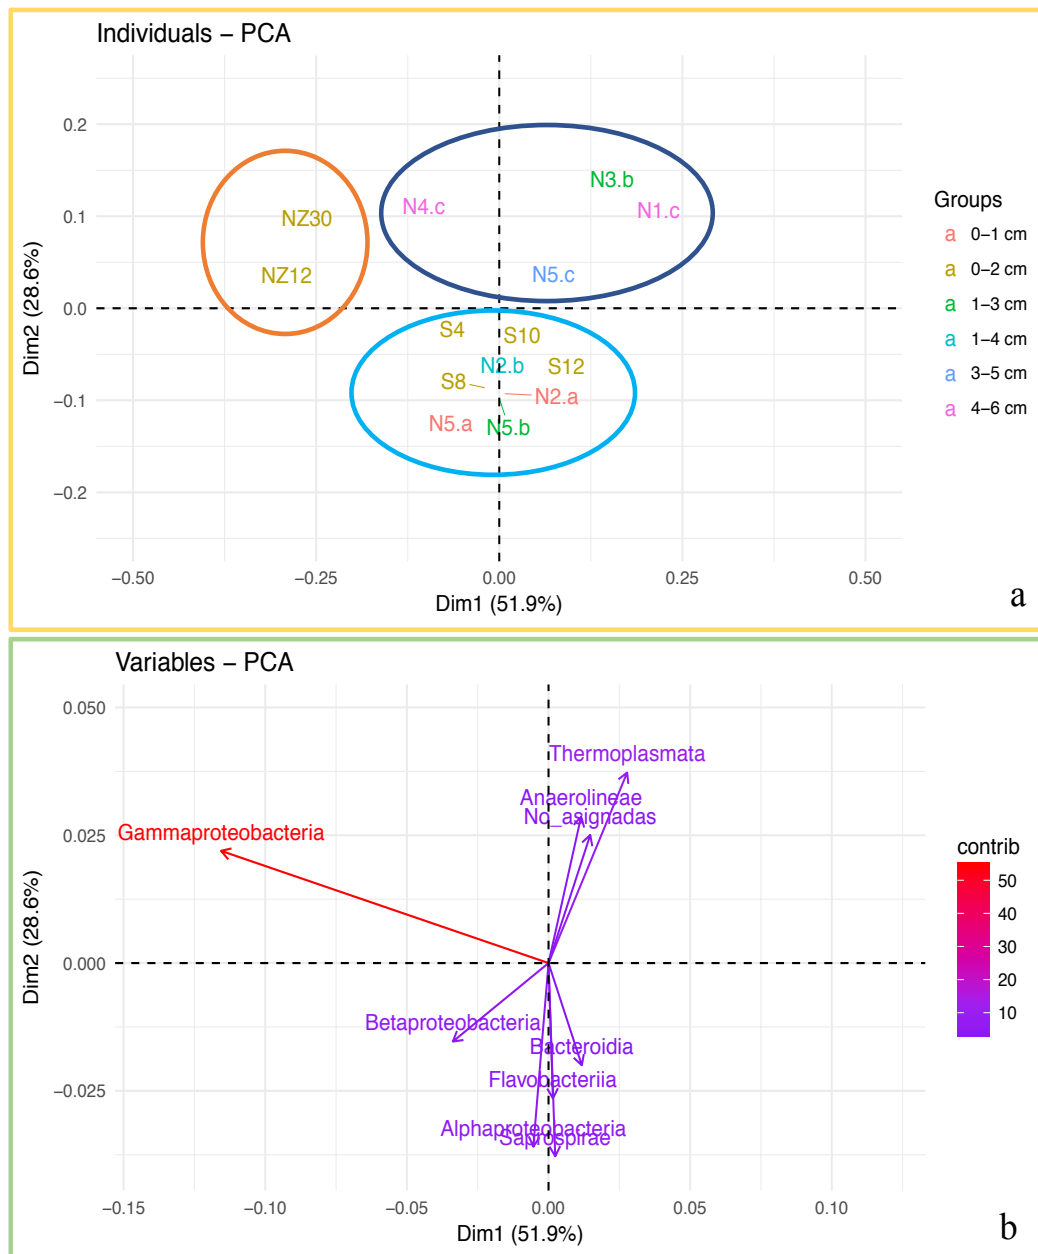 Individuals − PCA
0.2
0.1
0.0
−0.1
−0.2
Dim2 (28.6%)
NZ30
NZ12
N4.c
N3.b
N1.c
N5.c
S4
S10
N2.b
S12
S8
N2.a
N5.a
N5.b
−0.50
−0.25
0.00
0.25
0.50
Dim1 (51.9%)
Groups
a 0−1 cm
a 0−2 cm
a 1−3 cm
a 1−4 cm
a 3−5 cm
a 4−6 cm
a
Variables − PCA
0.050
0.025
0.000
−0.025
Dim2 (28.6%)
Thermoplasmata
Anaerolineae
No_asignadas
Gammaproteobacteria
Betaproteobacteria
Bacteroidia
Flavobacteriia
Alphaproteobacteria
Saprospirae
−0.15
−0.10
−0.05
0.00
0.05
0.10
Dim1 (51.9%)
contrib
50
40
30
20
10
b